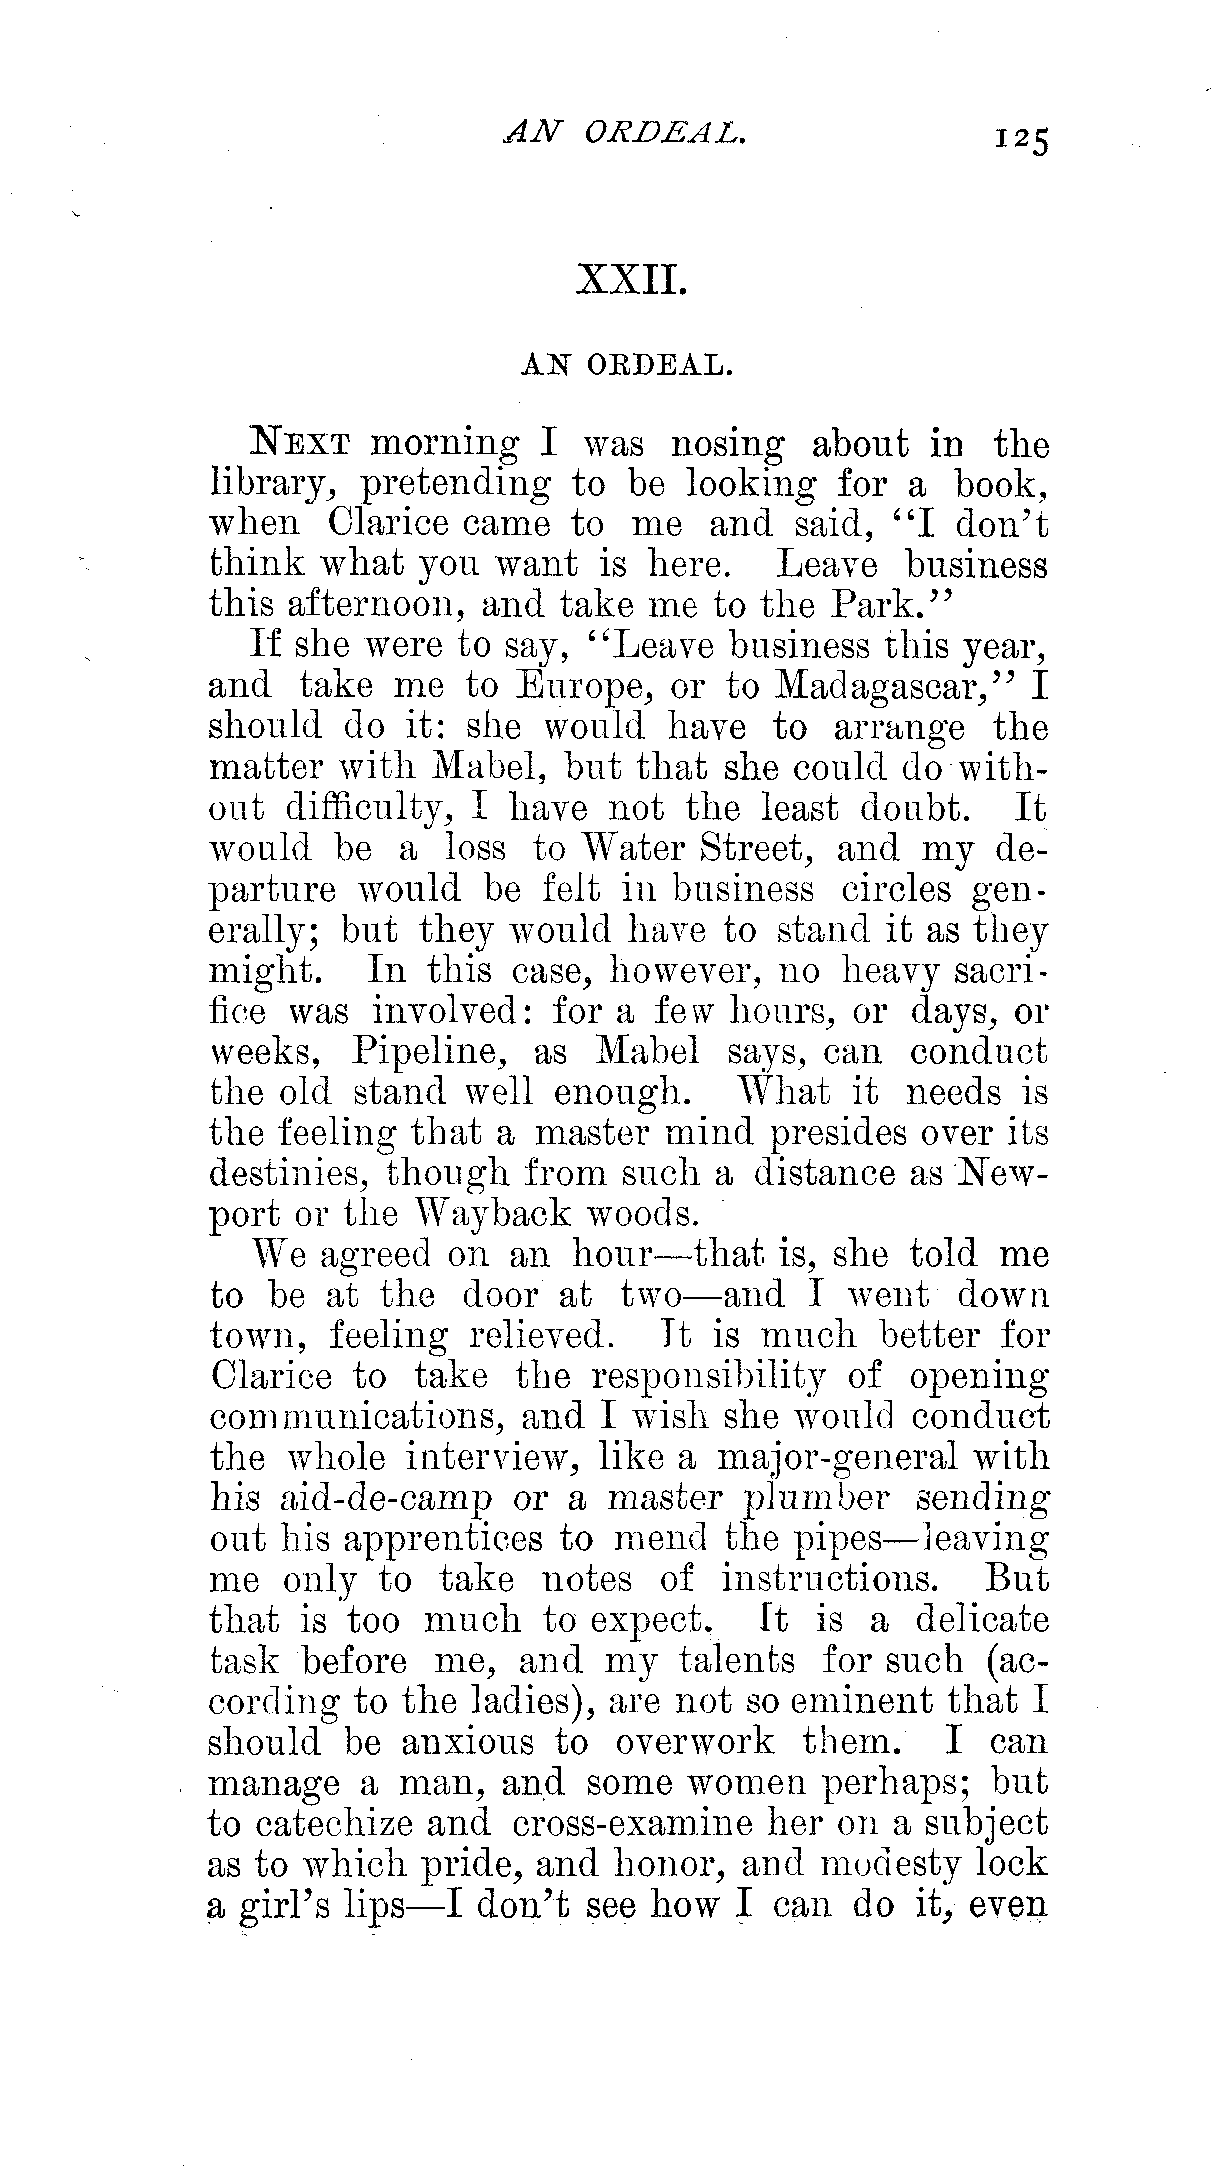 AN ORDEAL. 125
XXII.
AN ORDEAL.
NEXT morning I was nosing about in the
library, pretending to be looking for a book,
when Clarice came to me and said, “I don’t
think what you want is here. Leave business
this afternoon, and take me to the Park.”
If she were to say, “Leave business this year,
and take me to Europe, or to Madagascar,” I
should do it: she would have to arrange the
matter with Mabel, but that she could do with-
out difficulty, I have not the least doubt. It
would be a loss to Water Street, and my de-
parture would be felt in business circles gen-
erally; but they would have to stand it as they
might. In this case, however, no heavy sacri-
fice was involved: for a few hours, or days, or
weeks, Pipeline, as Mabel says, can conduct
the old stand well enough. What it needs is
the feeling that a master mind presides over its
destinies, though from such a distance as New-
port or the Wayback woods.
We agreed on an hour—that is, she told me
to be at the door at two—and I went down
town, feeling relieved. It is much better for
Clarice to take the responsibility of opening
communications, and I wish she would conduct
the whole interview, like a major-general with
his aid-de-camp or a master plumber sending
out his apprentices to mend the pipes—leaving
me only to take notes of instructions. But
that is too much to expect. It is a delicate
task before me, and my talents for such (ac-
cording to the ladies), are not so eminent that I
should be anxious to overwork them. I can
manage a man, and some women perhaps; but
to catechize and cross-examine her on a subject
as to which pride, and honor, and modesty lock
a girl’s lips—I don’t see how I can do it, even